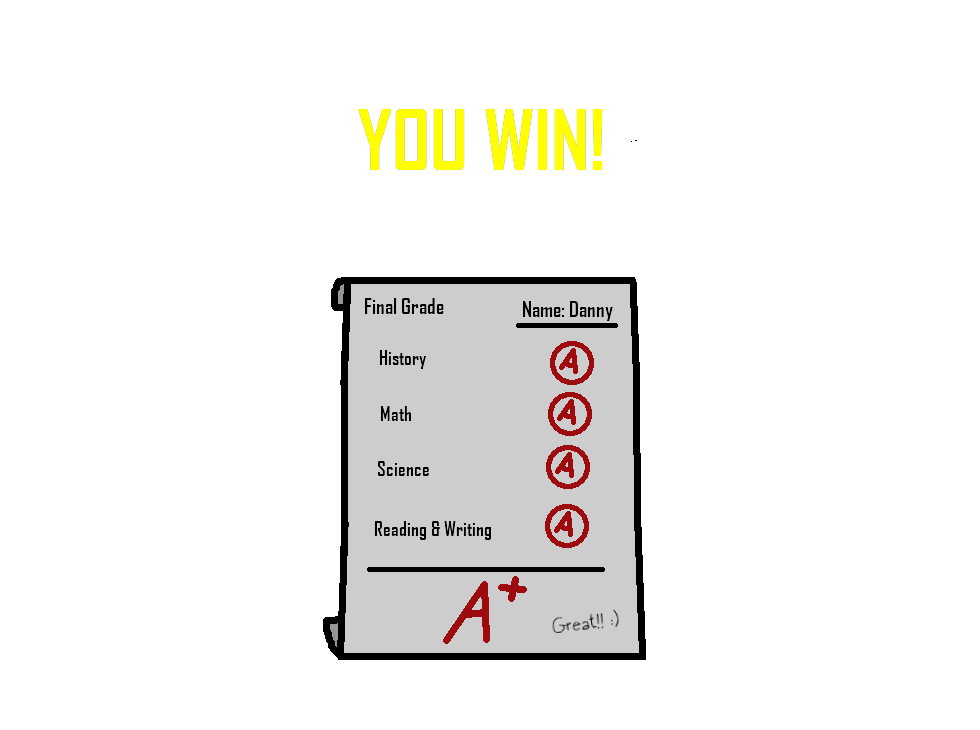 YOU WIN!
Final Grade Name: Danny
History A
Math A
Science A
Reading & Writing A
A+
Great!! :)